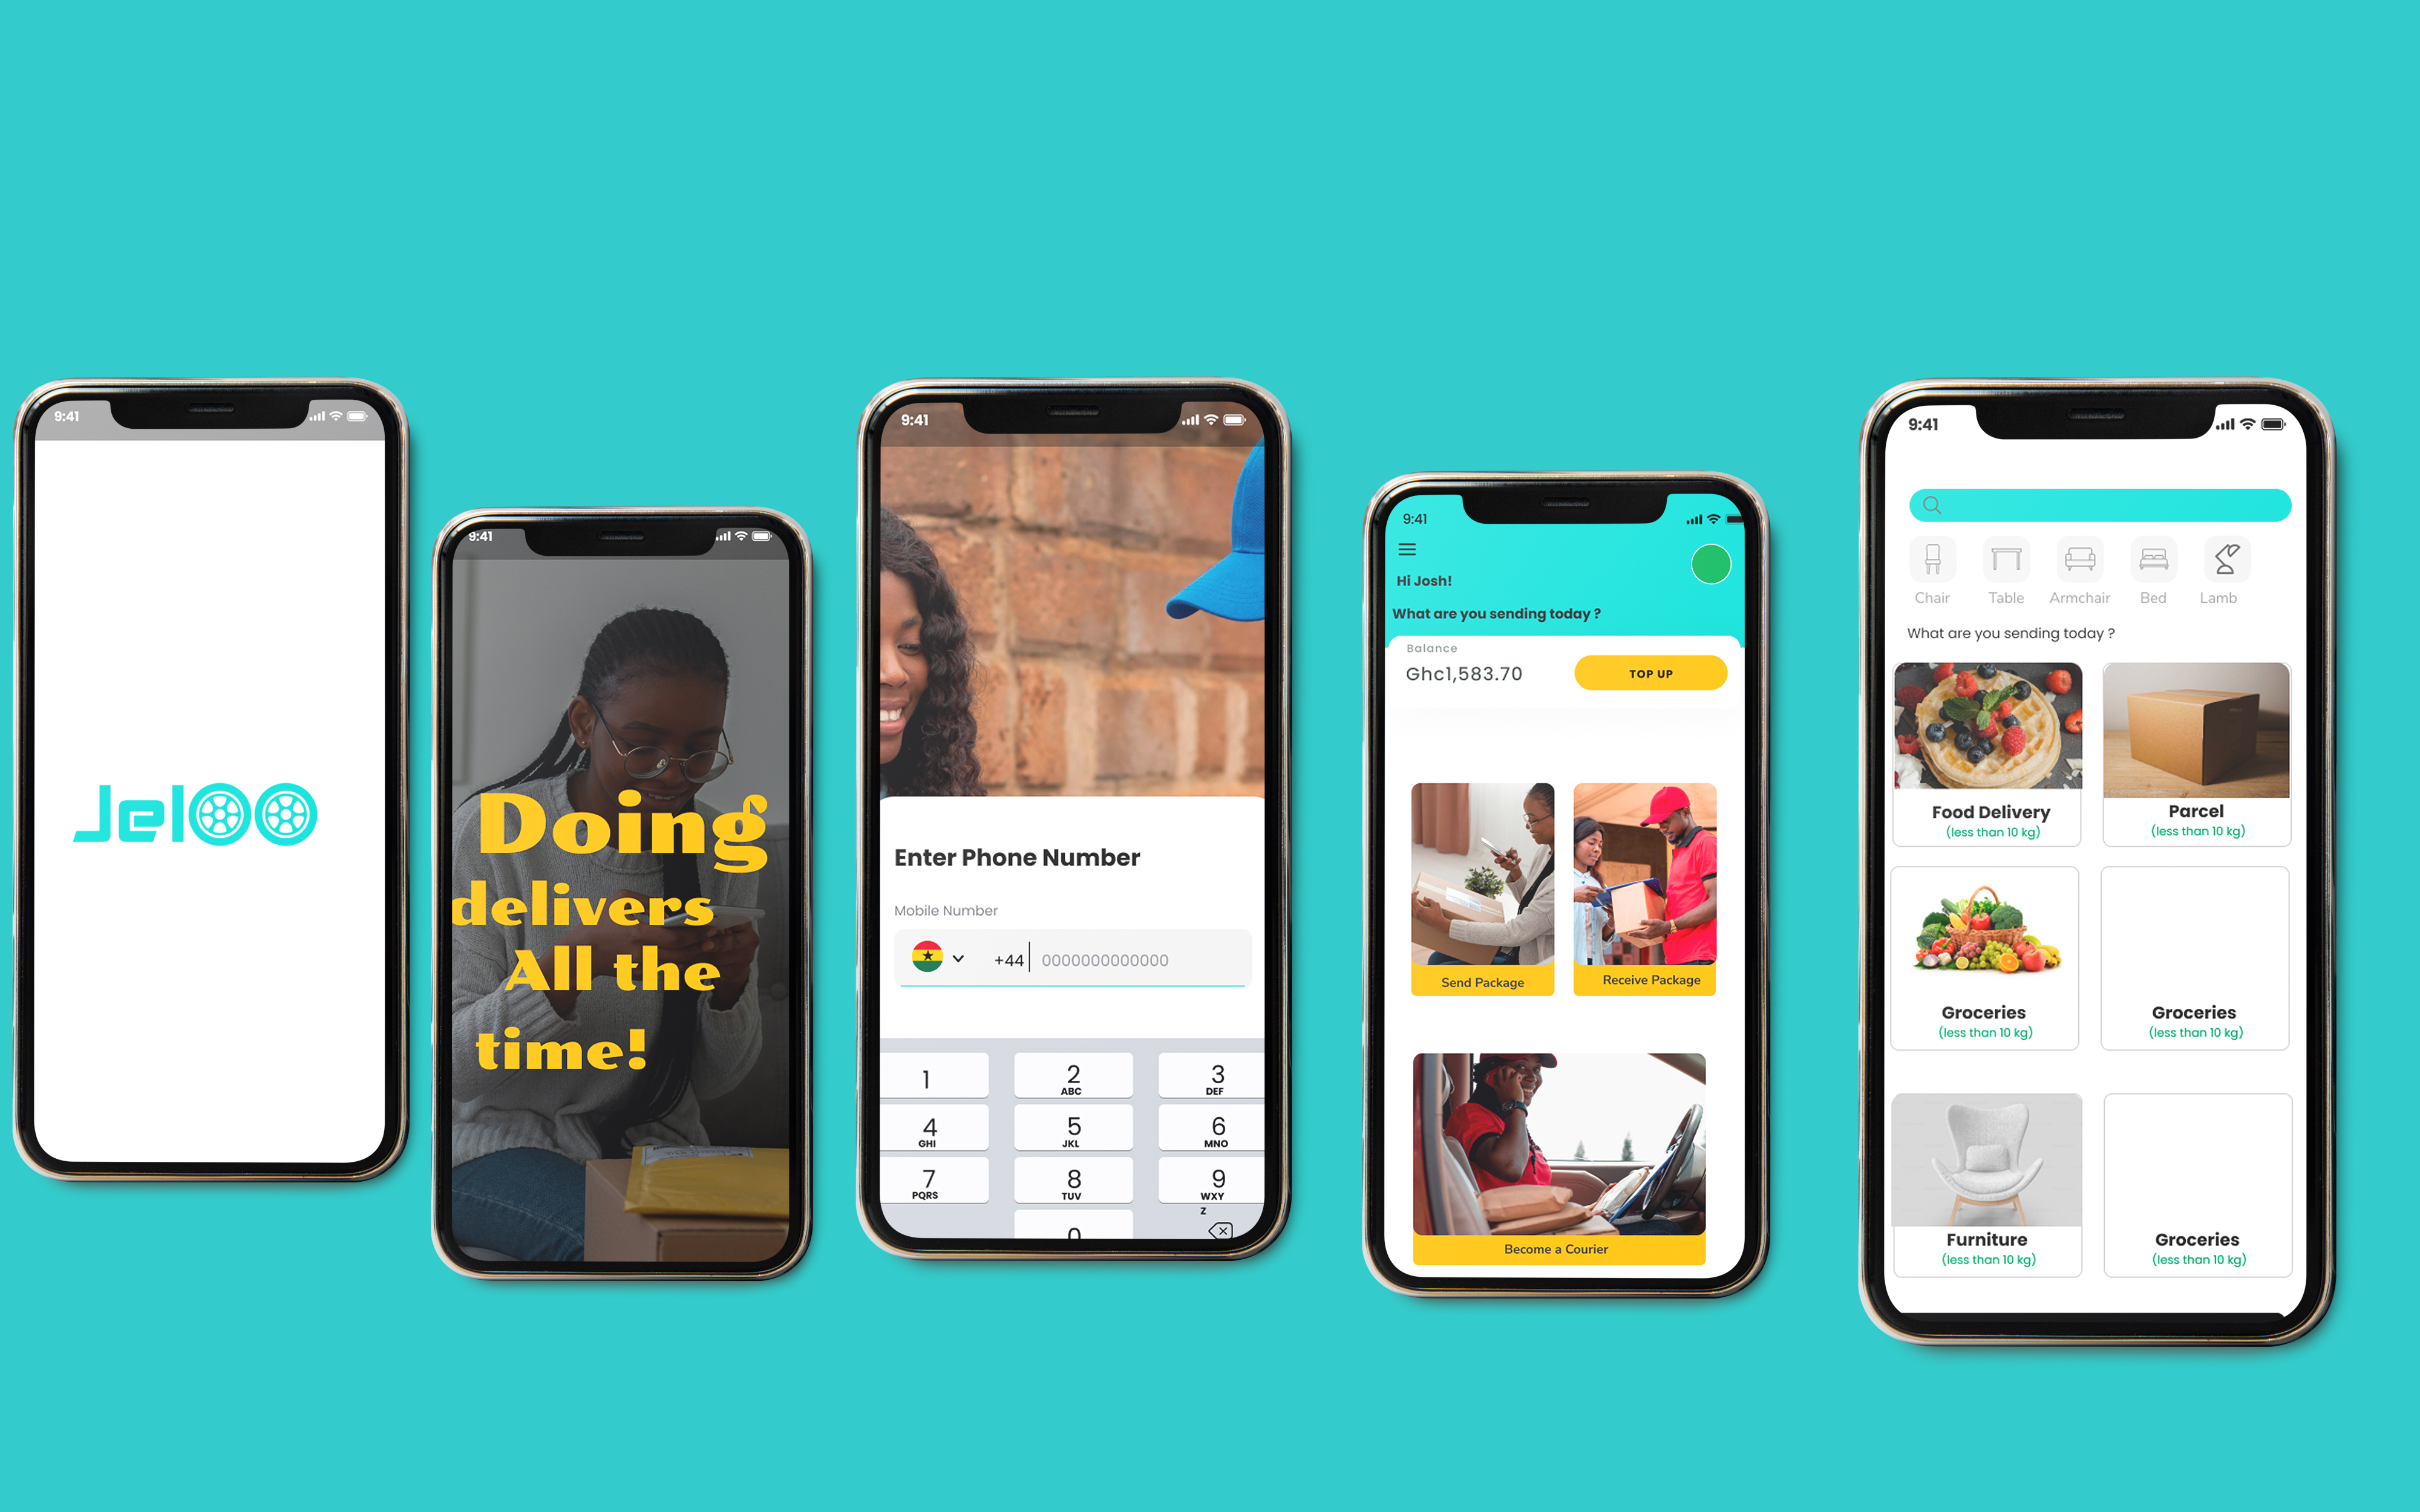 9:41
Jeloo
9:41
Doing
delivers
All the
time!
9:41
Enter Phone Number
Mobile Number
+44 0000000000000
1
2
ABC
3
DEF
4
GHI
5
JKL
6
MNO
7
PQRS
8
TUV
9
WXY
Z
0
9:41
Hi Josh!
What are you sending today ?
Balance
Ghc1,583.70
TOP UP
Send Package
Receive Package
Become a Courier
9:41
Chair Table Armchair Bed Lamb
What are you sending today ?
Food Delivery
(less than 10 kg)
Parcel
(less than 10 kg)
Groceries
(less than 10 kg)
Groceries
(less than 10 kg)
Furniture
(less than 10 kg)
Groceries
(less than 10 kg)